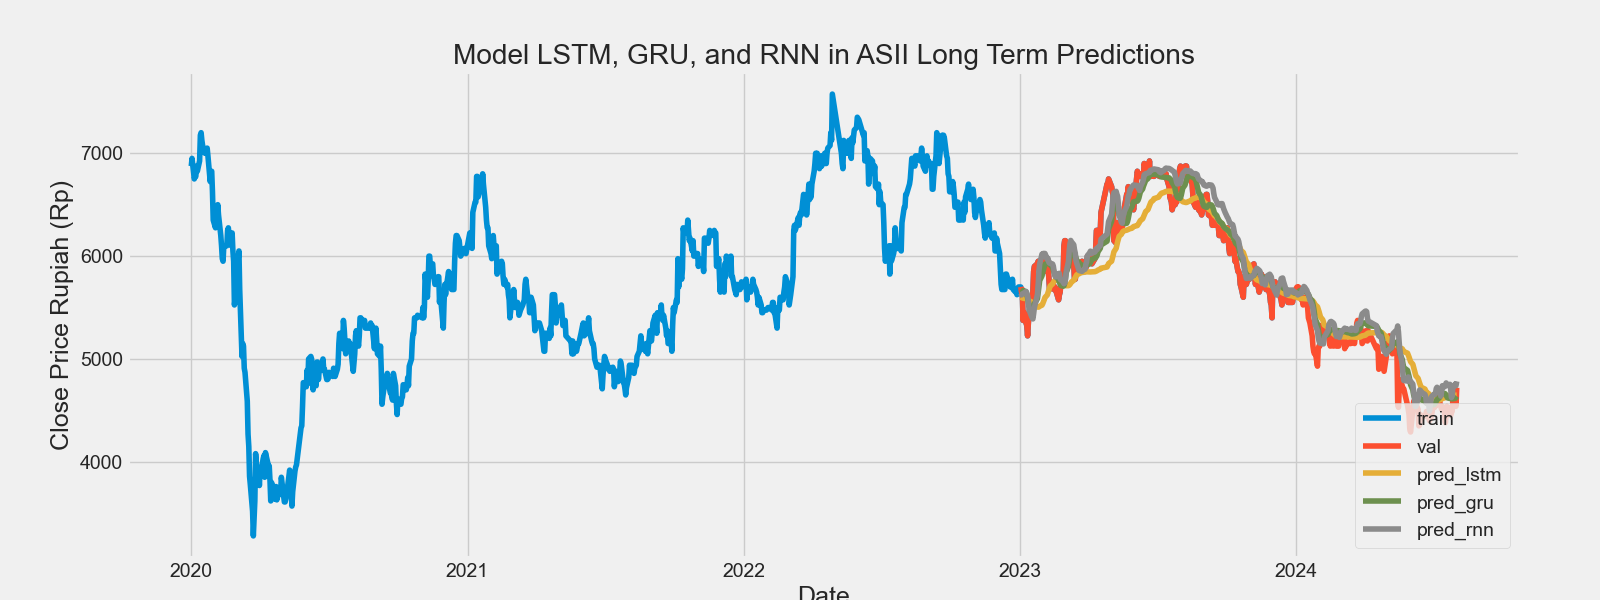 Model LSTM, GRU, and RNN in ASII Long Term Predictions
Close Price Rupiah (Rp)
7000
6000
5000
4000
2020
2021
2022
2023
2024
Date
train
val
pred_lstm
pred_gru
pred_rnn